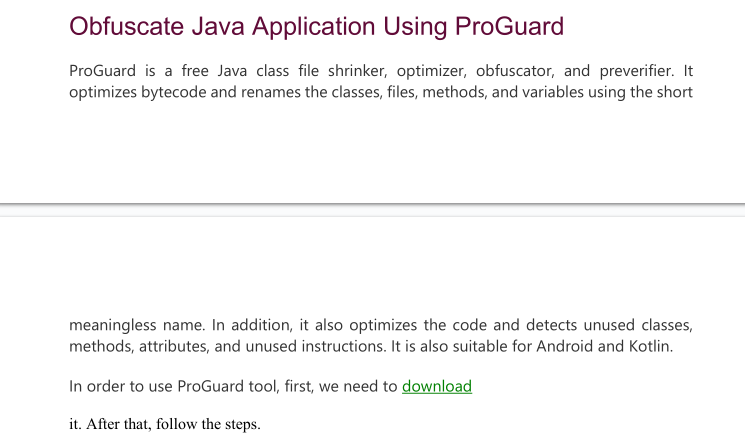 Obfuscate Java Application Using ProGuard
ProGuard is a free Java class file shrinker, optimizer, obfuscator, and preverifier. It
optimizes bytecode and renames the classes, files, methods, and variables using the short
meaningless name. In addition, it also optimizes the code and detects unused classes,
methods, attributes, and unused instructions. It is also suitable for Android and Kotlin.
In order to use ProGuard tool, first, we need to download
it. After that, follow the steps.